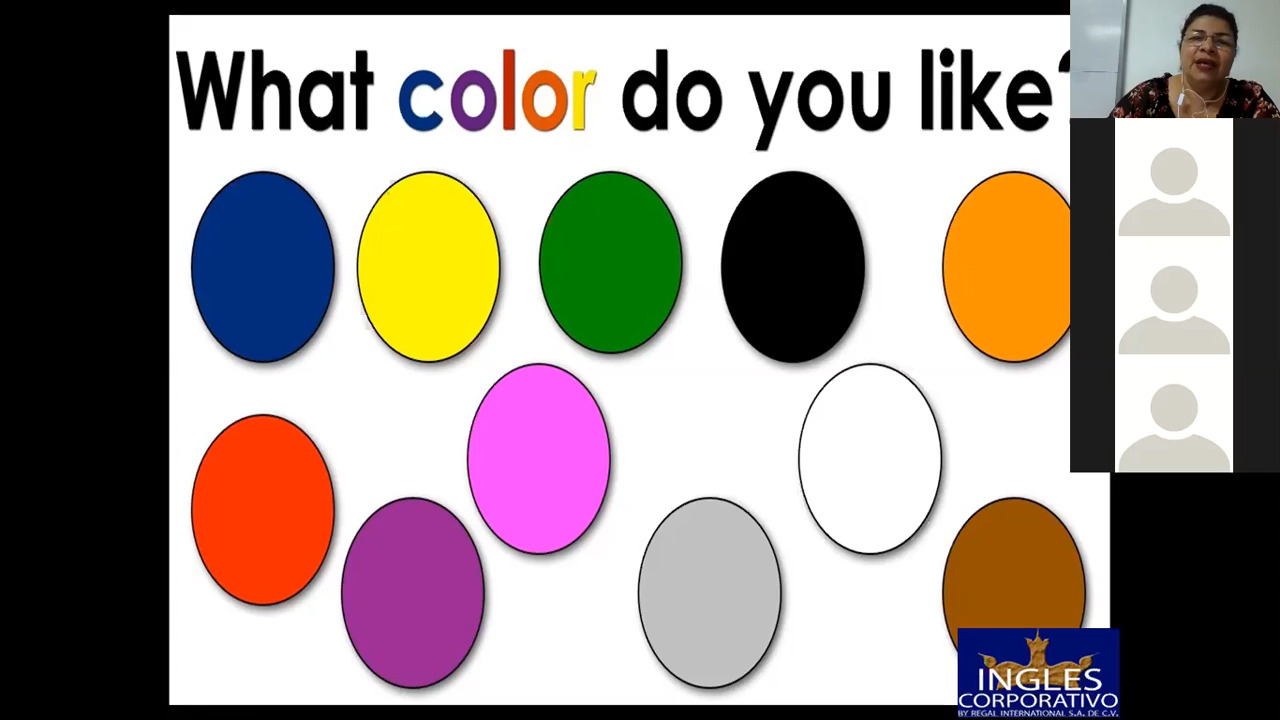 What color do you like?
INGLES
CORPORATIVO
BY REGAL INTERNATIONAL S.A. DE C.V.